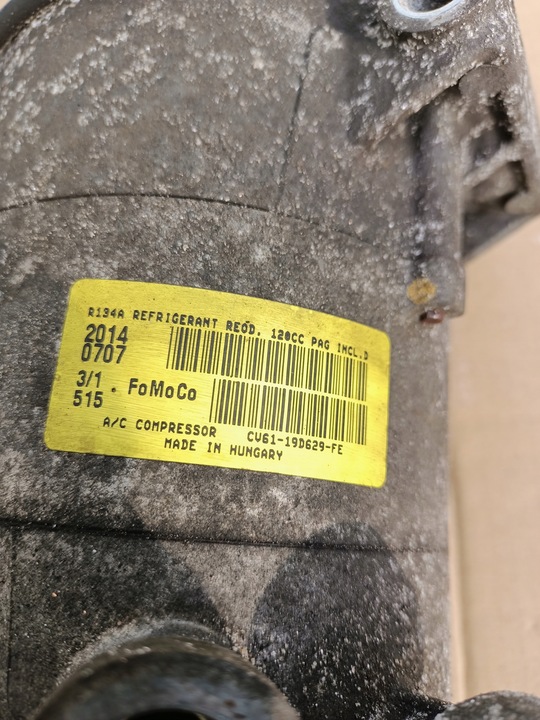 R134A REFRIGERANT REQD. 120CC PAG INCL.D
2014
0707
3/1 . FoMoCo
515
A/C COMPRESSOR CV61-19D629-FE
MADE IN HUNGARY